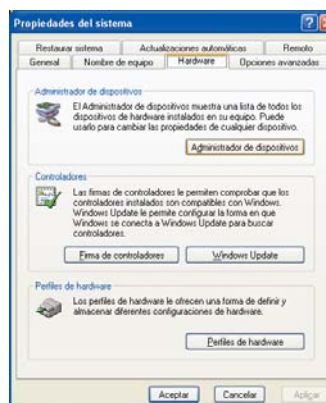 Propiedades del sistema
Restaurar sistema
Actualizaciones automáticas
Remoto
General
Nombre de equipo
Hardware
Opciones avanzadas
Administrador de dispositivos
El Administrador de dispositivos muestra una lista de todos los
dispositivos de hardware instalados en su equipo. Puede
usarlo para cambiar las propiedades de cualquier dispositivo.
Administrador de dispositivos
Controladores
Las firmas de controladores le permiten comprobar que los
controladores instalados son compatibles con Windows.
Windows Update le permite configurar la forma en que
Windows se conecta a Windows Update para buscar
controladores.
Firma de controladores
Windows Update
Perfiles de hardware
Los perfiles de hardware le ofrecen una forma de definir y
almacenar diferentes configuraciones de hardware.
Perfiles de hardware
Aceptar
Cancelar
Aplicar